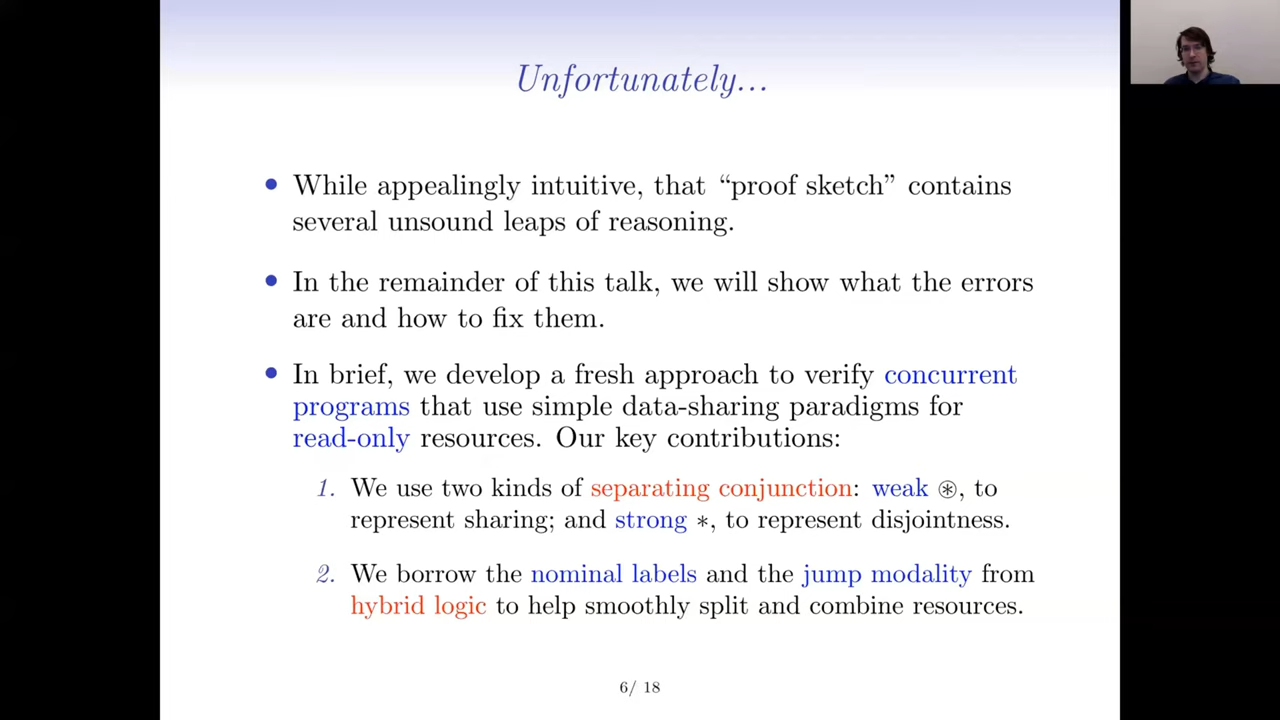 Unfortunately...
• While appealingly intuitive, that “proof sketch” contains
several unsound leaps of reasoning.
• In the remainder of this talk, we will show what the errors
are and how to fix them.
• In brief, we develop a fresh approach to verify concurrent
programs that use simple data-sharing paradigms for
read-only resources. Our key contributions:
1. We use two kinds of separating conjunction: weak ⊛, to
represent sharing; and strong ∗, to represent disjointness.
2. We borrow the nominal labels and the jump modality from
hybrid logic to help smoothly split and combine resources.
6/ 18